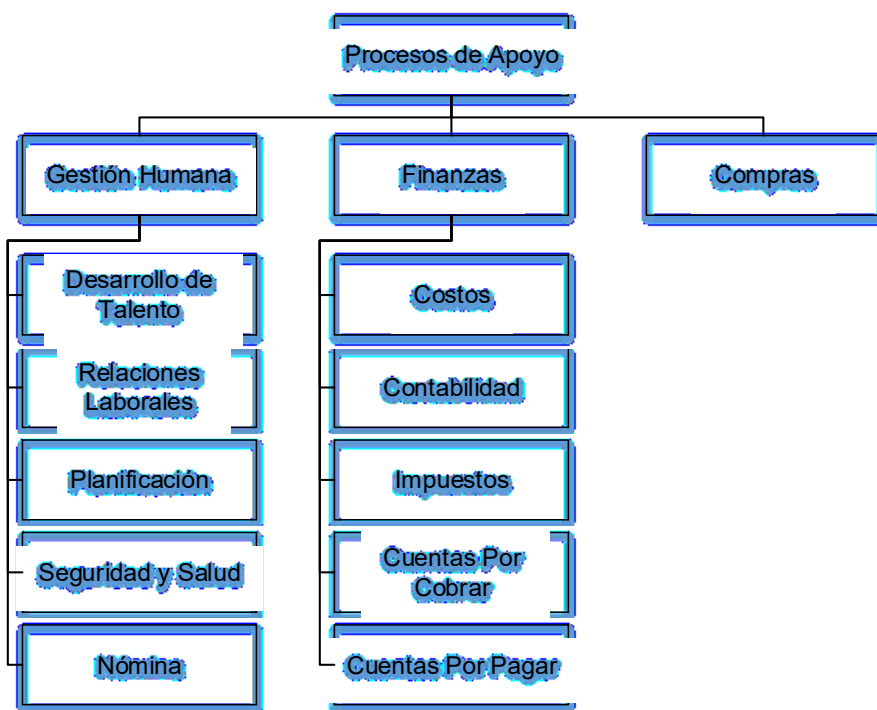 Procesos de Apoyo
Gestión Humana
Finanzas
Compras
Desarrollo de
Talento
Relaciones
Laborales
Planificación
Seguridad y Salud
Nómina
Costos
Contabilidad
Impuestos
Cuentas Por
Cobrar
Cuentas Por Pagar